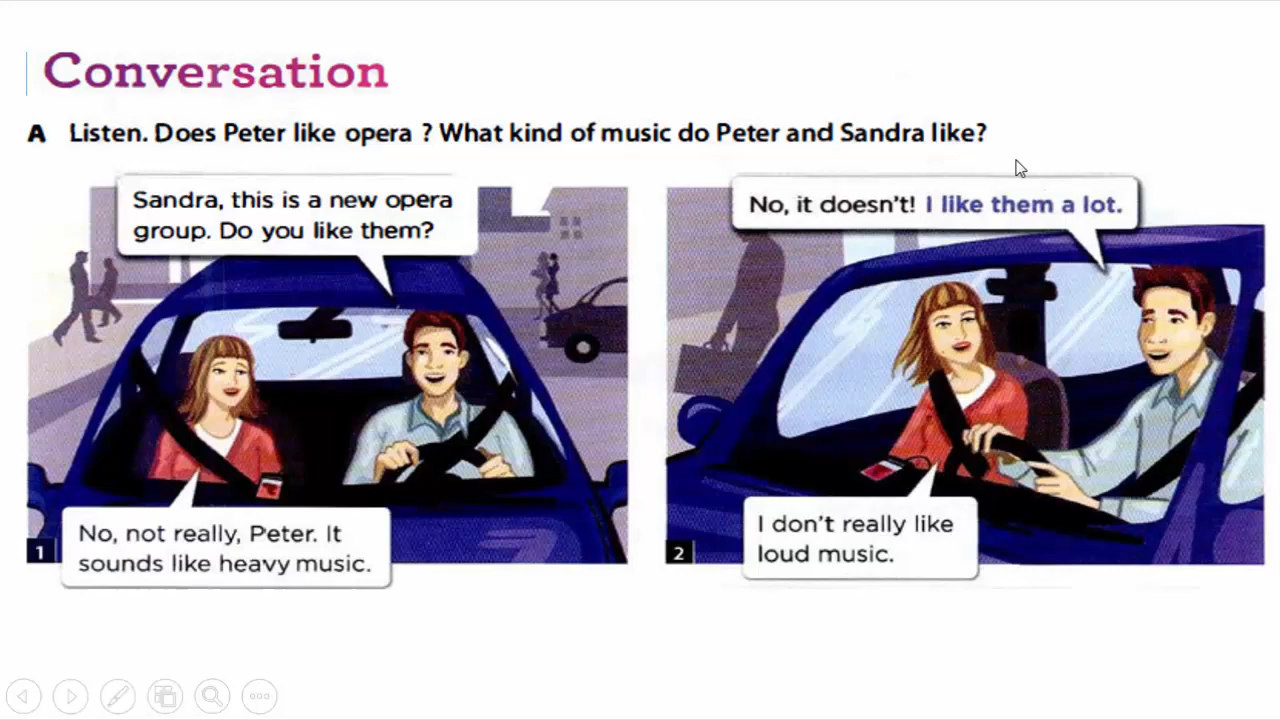 Conversation
A Listen. Does Peter like opera ? What kind of music do Peter and Sandra like?
Sandra, this is a new opera
group. Do you like them?
No, not really, Peter. It
sounds like heavy music.
1
No, it doesn't! I like them a lot.
I don't really like
loud music.
2